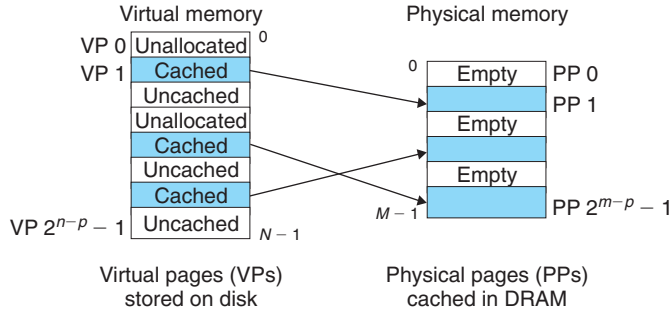 Virtual memory
VP 0
Unallocated
0
VP 1
Cached
Uncached
Unallocated
Cached
Uncached
Cached
VP 2^{n-p} − 1
Uncached
N − 1
Virtual pages (VPs)
stored on disk
Physical memory
0
Empty
PP 0
PP 1
Empty
Empty
M − 1
PP 2^{m-p} − 1
Physical pages (PPs)
cached in DRAM